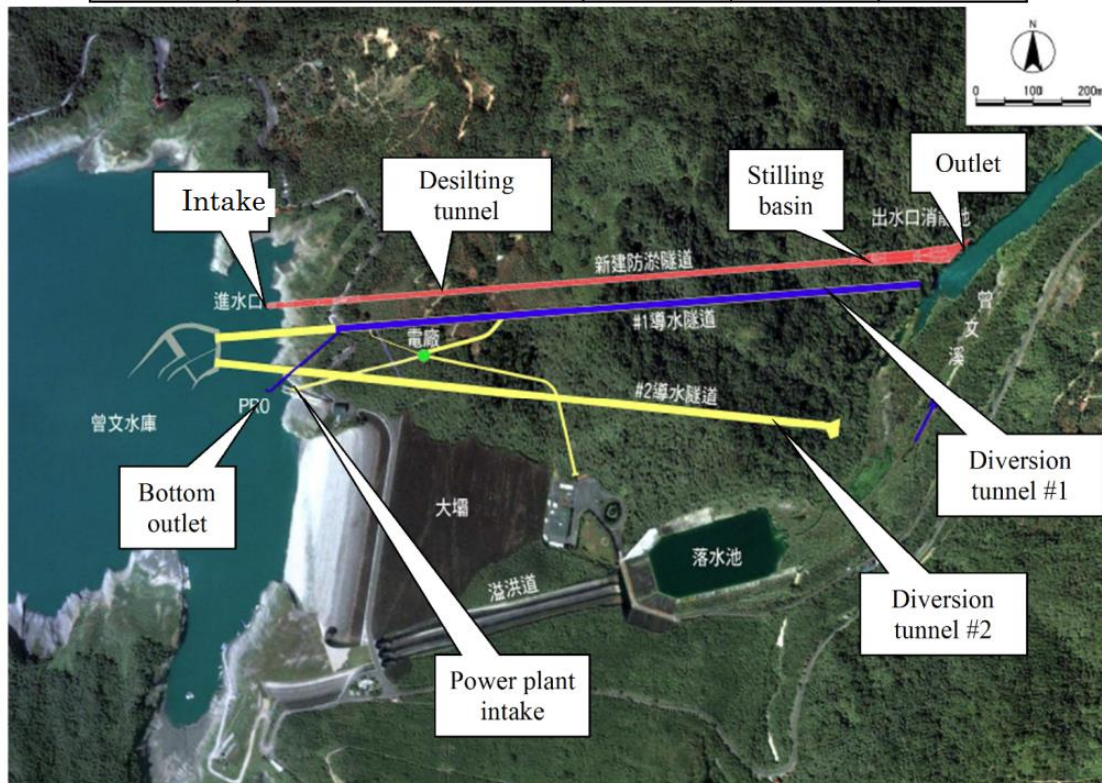 N
0 100 200m
Intake
Desilting
tunnel
Stilling
basin
Outlet
出水口消能池
新建防淤隧道
進水口
#1導水隧道
電廠
曾文溪
#2導水隧道
PRO
曾文水庫
Bottom
outlet
大壩
Diversion
tunnel #1
落水池
溢洪道
Diversion
tunnel #2
Power plant
intake